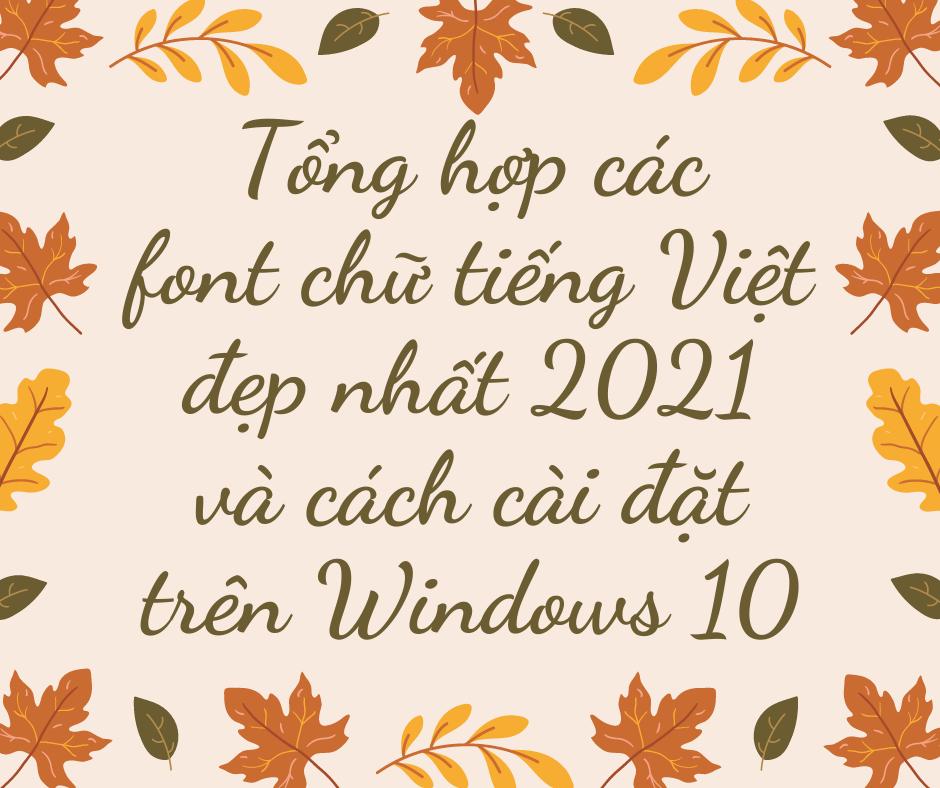 Tổng hợp các
font chữ tiếng Việt
đẹp nhất 2021
và cách cài đặt
trên Windows 10